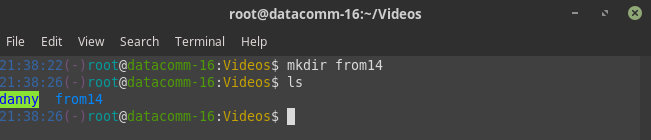 root@datacomm-16:~/Videos
File Edit View Search Terminal Help
21:38:22(-)root@datacomm-16:Videos$ mkdir from14
21:38:26(-)root@datacomm-16:Videos$ ls
danny  from14
21:38:26(-)root@datacomm-16:Videos$